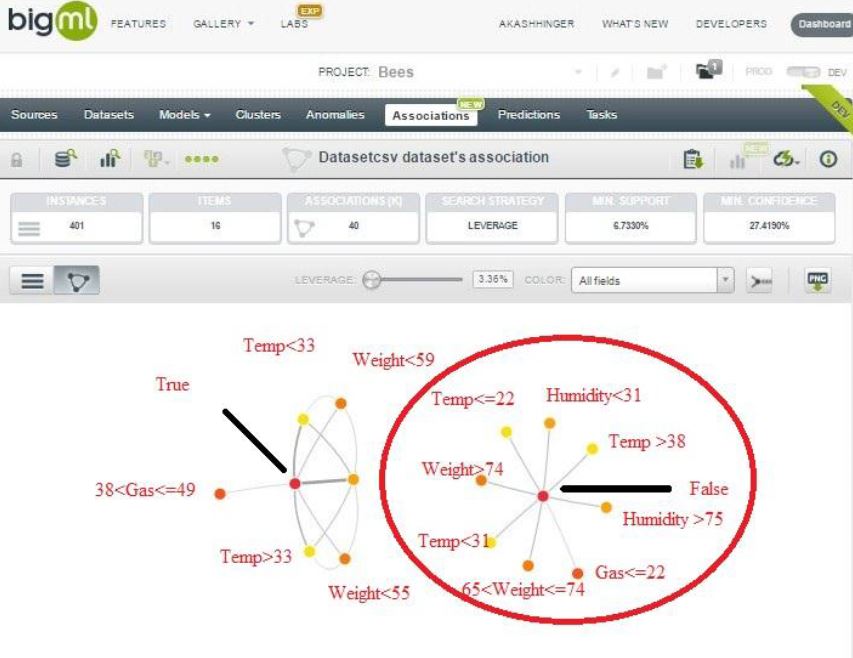 bigml FEATURES GALLERY LABS EXP AKASHHINGER WHAT'S NEW DEVELOPERS Dashboard
PROJECT: Bees 1 PROD DEV
Sources Datasets Models Clusters Anomalies Associations NEW Predictions Tasks DEV
Datasetcsv dataset's association NEW
INSTANCES ITEMS ASSOCIATIONS (K) SEARCH STRATEGY MIN. SUPPORT MIN. CONFIDENCE
401 16 40 LEVERAGE 6.7330% 27.4190%
LEVERAGE: 3.36% COLOR: All fields PNG
Temp<33
Weight<59
True
Temp<=22 Humidity<31
Temp >38
38<Gas<=49
Weight>74
False
Humidity >75
Temp>33
Temp<31
Weight<55
65<Weight<=74
Gas<=22